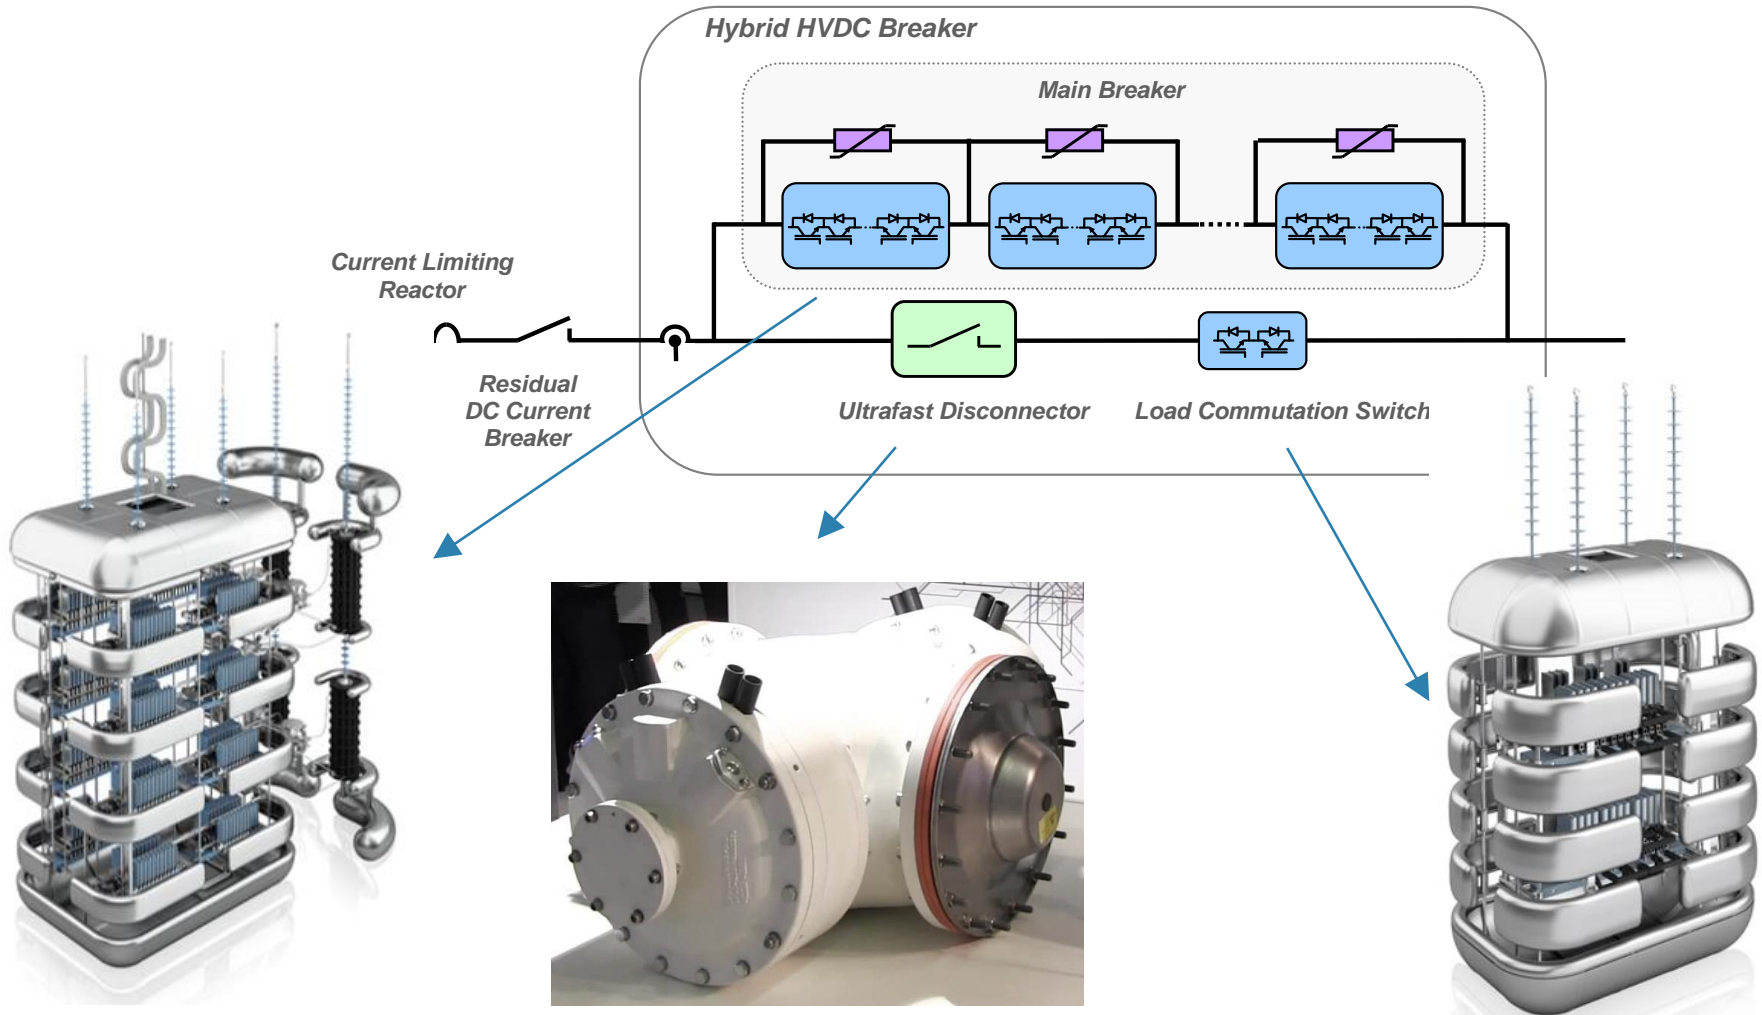 Hybrid HVDC Breaker
Main Breaker
Current Limiting
Reactor
Residual
DC Current
Breaker
Ultrafast Disconnector
Load Commutation Switch